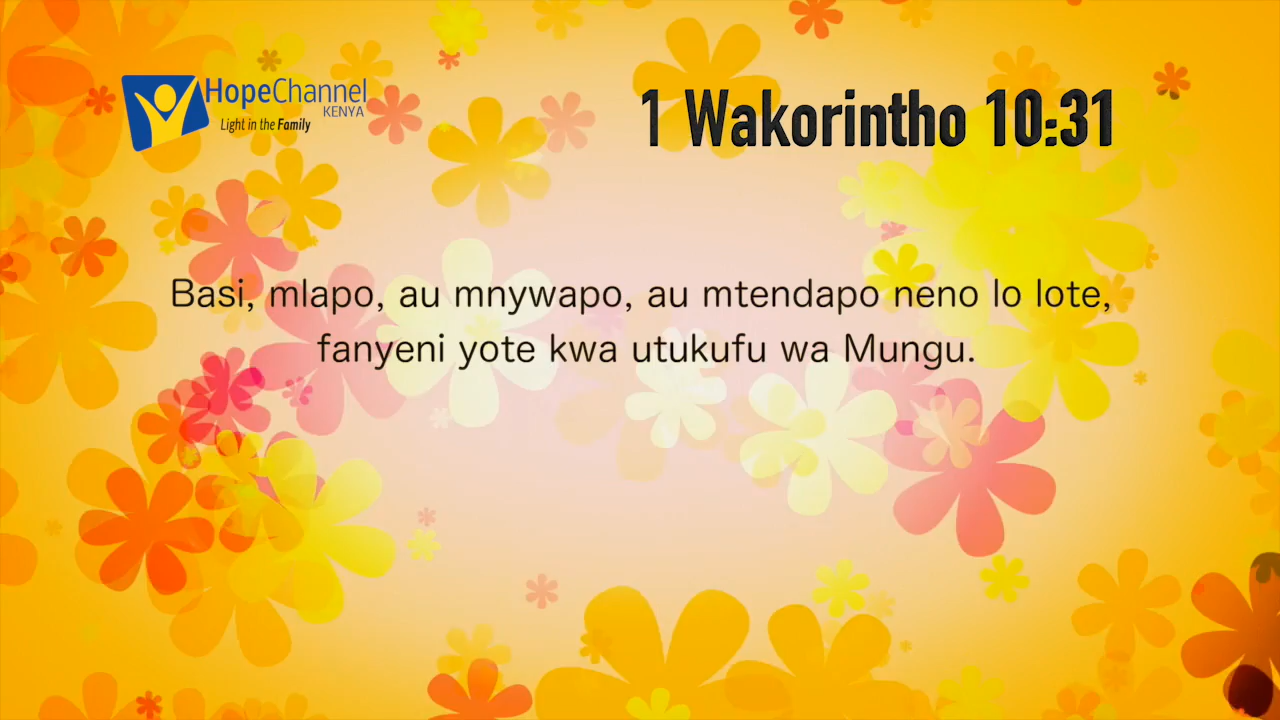 HopeChannel
KENYA
Light in the Family
1 Wakorintho 10:31
Basi, mlapo, au mnywapo, au mtendapo neno lo lote,
fanyeni yote kwa utukufu wa Mungu.